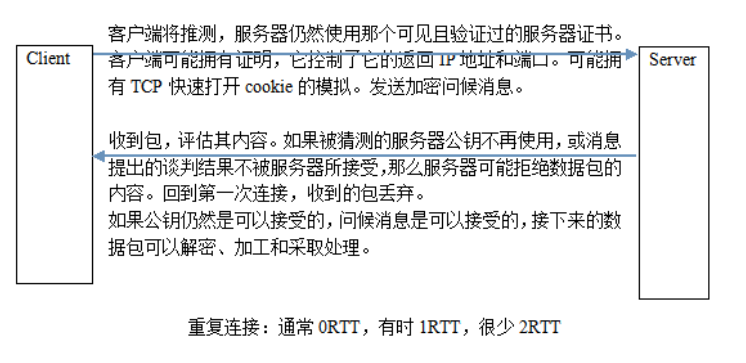 客户端将推测，服务器仍然使用那个可见且验证过的服务器证书。
Client
客户端可能拥有证明，它控制了它的返回 IP 地址和端口。可能拥
Server
有 TCP 快速打开 cookie 的模拟。发送加密问候消息。
收到包，评估其内容。如果被猜测的服务器公钥不再使用，或消息
提出的谈判结果不被服务器所接受,那么服务器可能拒绝数据包的
内容。回到第一次连接，收到的包丢弃。
如果公钥仍然是可以接受的，问候消息是可以接受的，接下来的数
据包可以解密、加工和采取处理。
重复连接：通常 0RTT，有时 1RTT，很少 2RTT